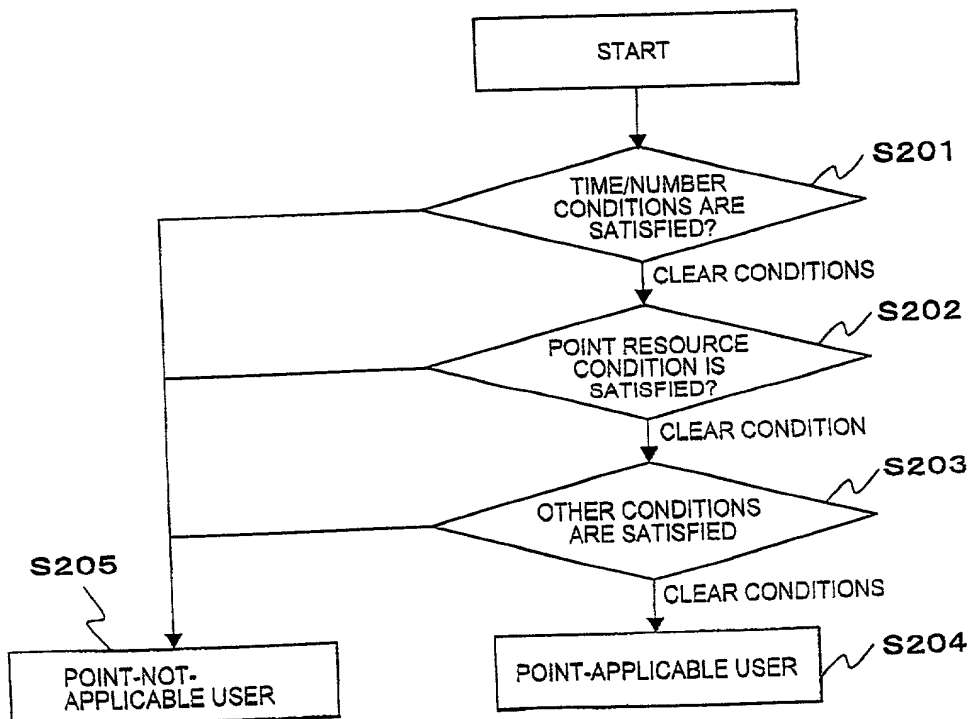 START
S201
TIME/NUMBER
CONDITIONS ARE
SATISFIED?
CLEAR CONDITIONS
S202
POINT RESOURCE
CONDITION IS
SATISFIED?
CLEAR CONDITION
S203
OTHER CONDITIONS
ARE SATISFIED
S205
CLEAR CONDITIONS
S204
POINT-NOT-
APPLICABLE USER
POINT-APPLICABLE USER